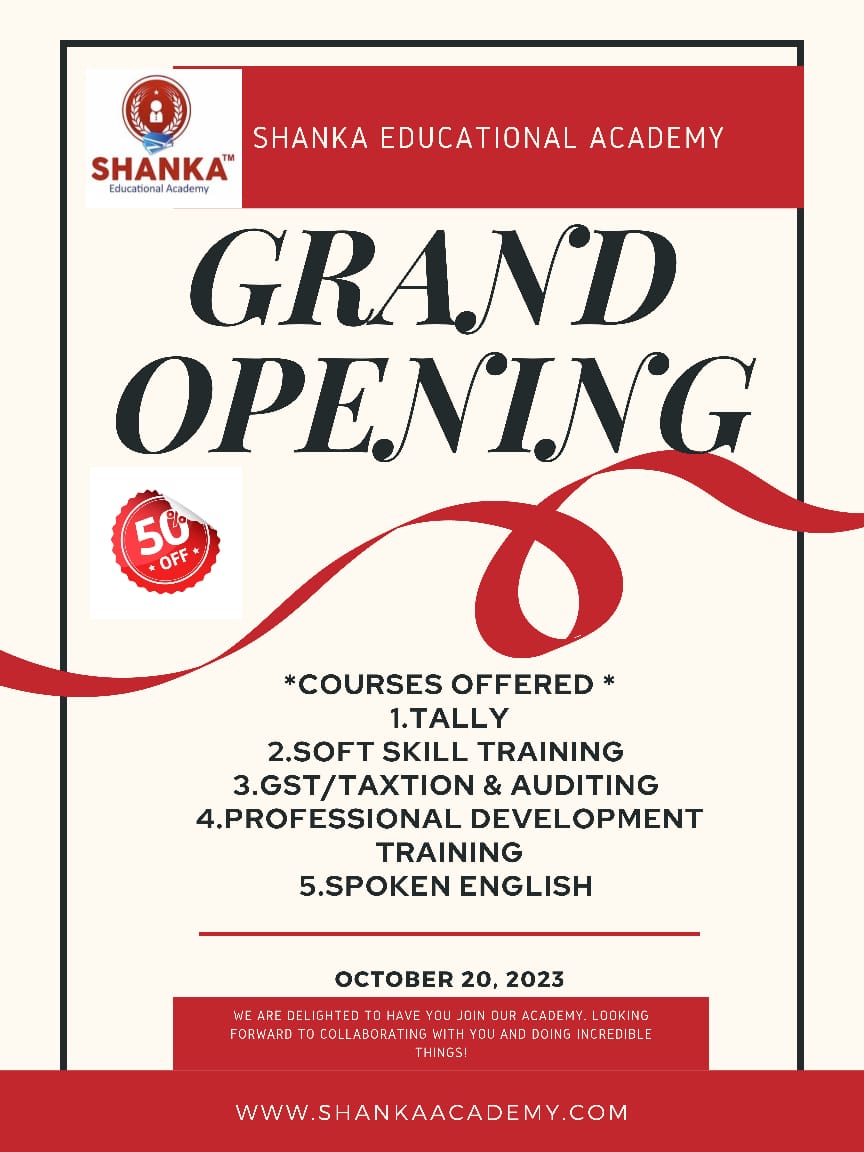 SHANKA™
Educational Academy
SHANKA EDUCATIONAL ACADEMY
GRAND
OPENING
50%
OFF
*COURSES OFFERED *
1.TALLY
2.SOFT SKILL TRAINING
3.GST/TAXTION & AUDITING
4.PROFESSIONAL DEVELOPMENT
TRAINING
5.SPOKEN ENGLISH
OCTOBER 20, 2023
WE ARE DELIGHTED TO HAVE YOU JOIN OUR ACADEMY. LOOKING
FORWARD TO COLLABORATING WITH YOU AND DOING INCREDIBLE
THINGS!
WWW.SHANKAACADEMY.COM